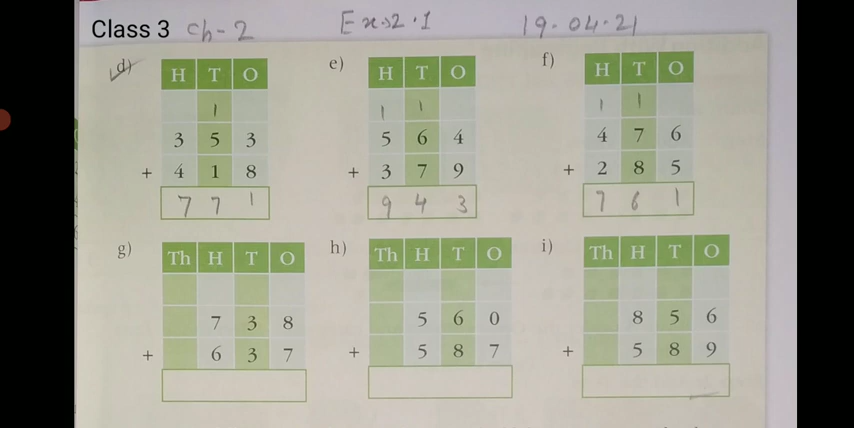 Class 3 Ch-2 Ex:2.1 19-04-21
d) e) f)
H T O H T O H T O
1 1 1 1 1
3 5 3 5 6 4 4 7 6
+ 4 1 8 + 3 7 9 + 2 8 5
7 7 1 9 4 3 7 6 1
g) h) i)
Th H T O Th H T O Th H T O
7 3 8 5 6 0 8 5 6
+ 6 3 7 + 5 8 7 + 5 8 9